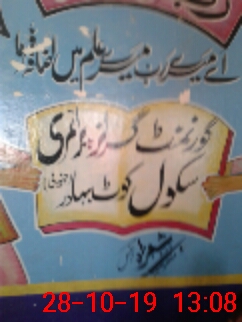 اے میرے رب میرے علم میں اضافہ فرما
گورنمنٹ گرلز پرائمری
سکول کوٹ بہادر (جنوبی)
28-10-19 13:08